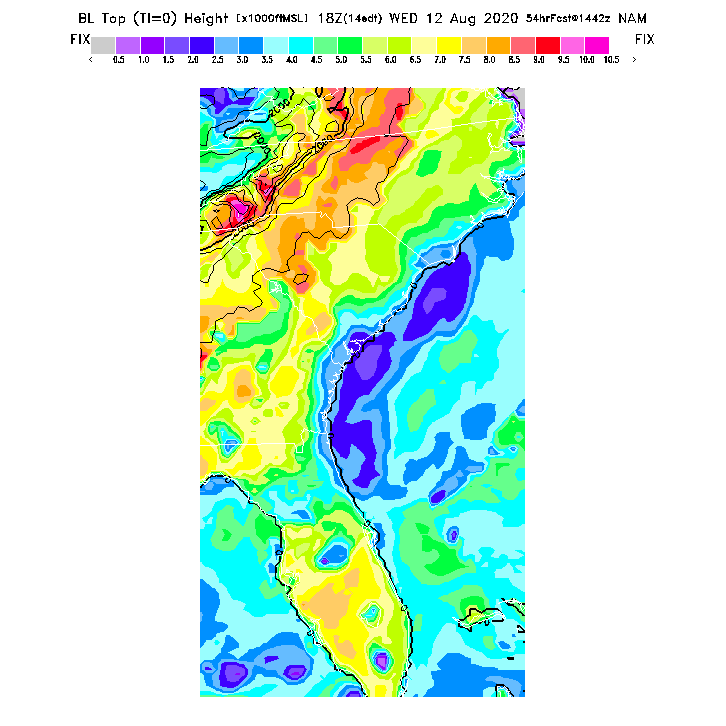 BL Top (TI=0) Height [x1000ftMSL] 18Z(14edt) WED 12 Aug 2020 54hrFcst@1442z NAM
FIX FIX
< 0.5 1.0 1.5 2.0 2.5 3.0 3.5 4.0 4.5 5.0 5.5 6.0 6.5 7.0 7.5 8.0 8.5 9.0 9.5 10.0 10.5 >
2000
2000
2000